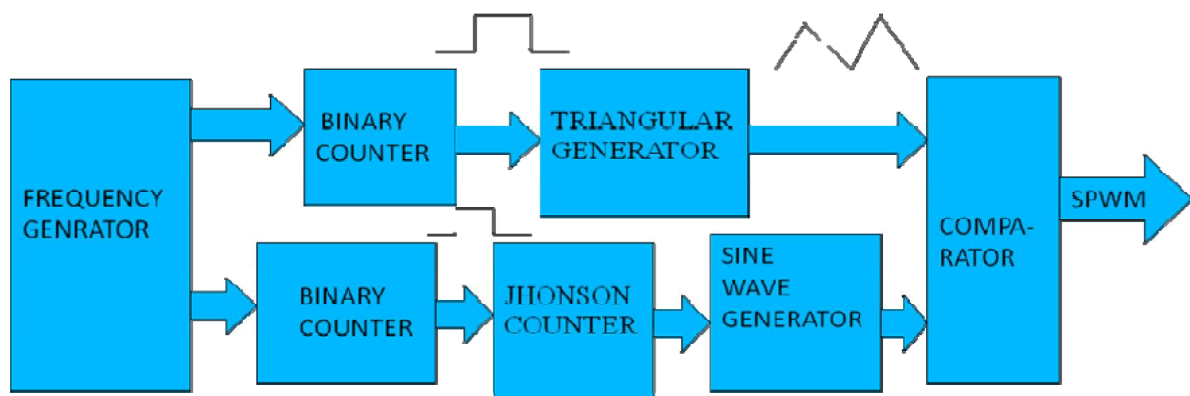 FREQUENCY
GENRATOR
BINARY
COUNTER
TRIANGULAR
GENERATOR
BINARY
COUNTER
JHONSON
COUNTER
SINE
WAVE
GENERATOR
COMPA-
RATOR
SPWM